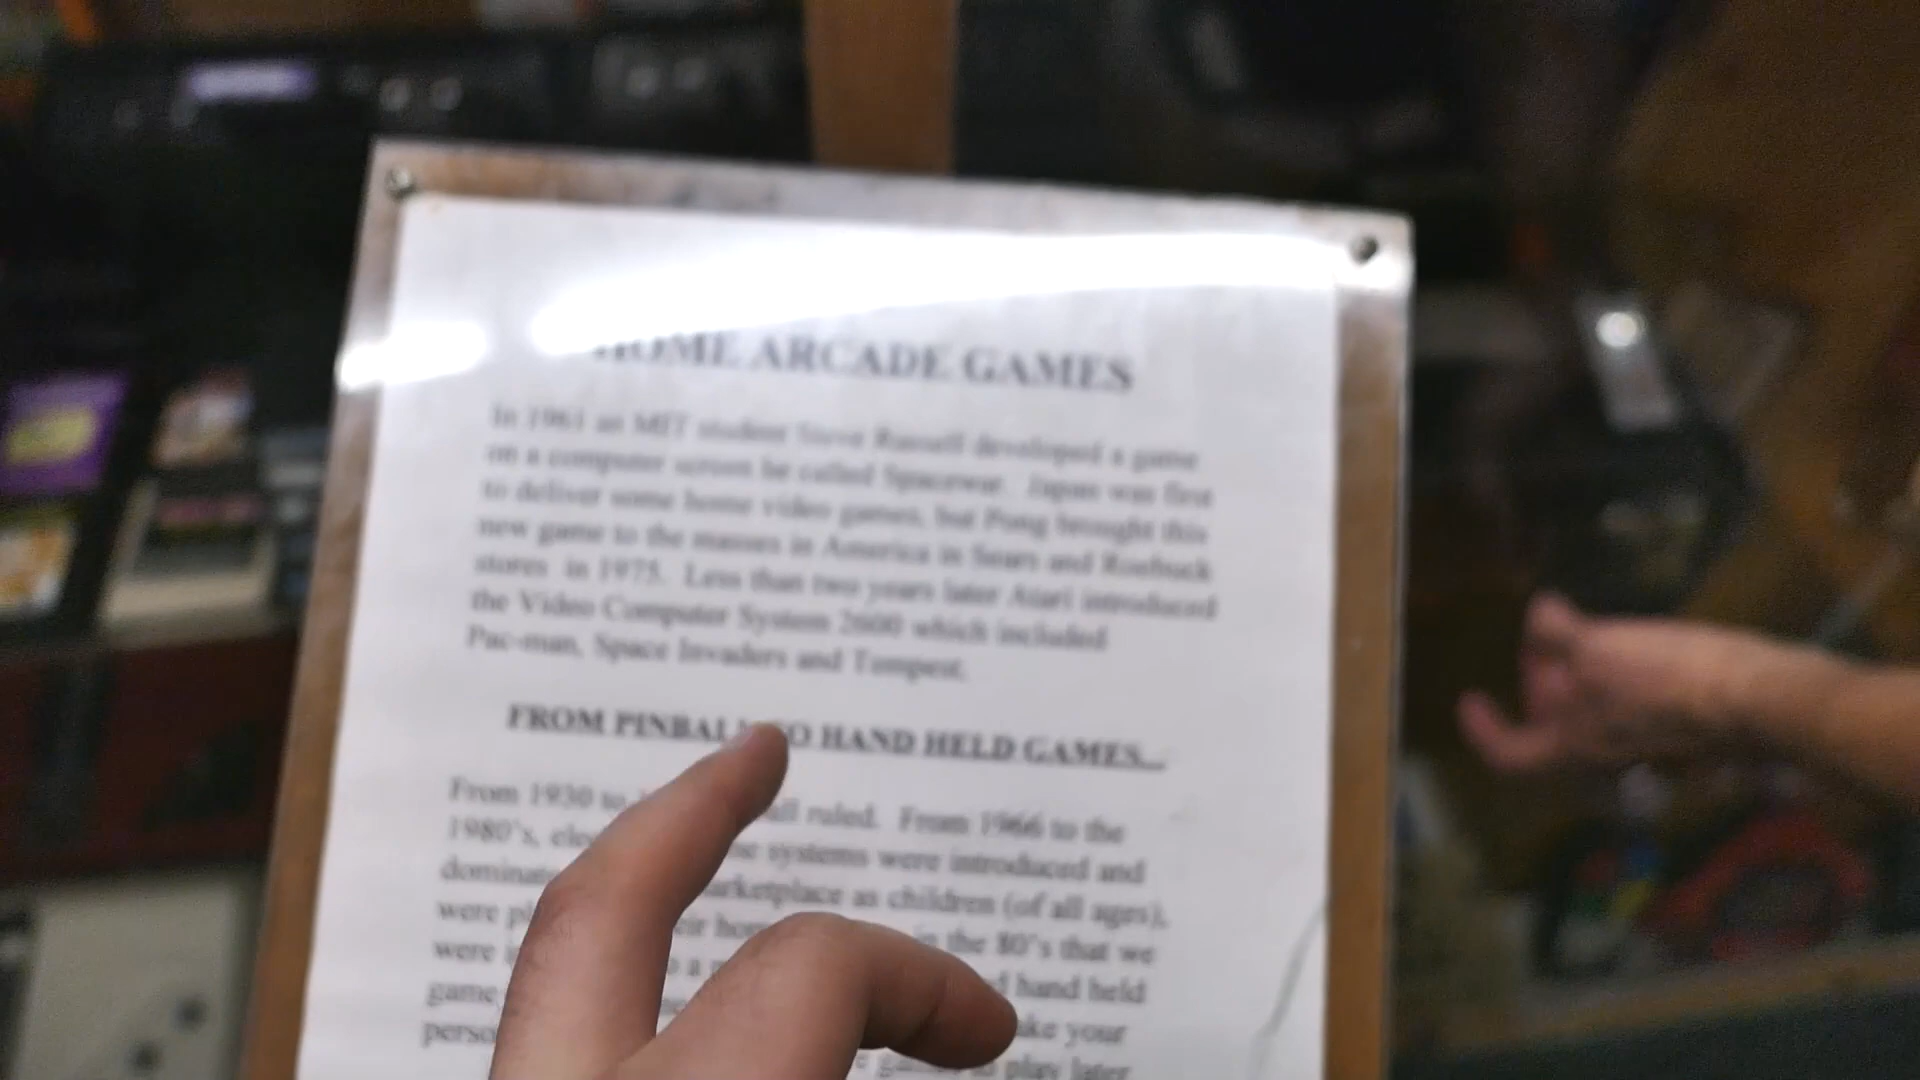 HOME ARCADE GAMES
In 1961 an MIT student Steve Russell developed a game
on a computer screen he called Spacewar. Japan was first
to deliver some home video games, but Pong brought this
new game to the masses in America in Sears and Roebuck
stores in 1975. Less than two years later Atari introduced
the Video Computer System 2600 which included
Pac-man, Space Invaders and Tempest.
FROM PINBAL TO HAND HELD GAMES...
From 1930 to ruled. From 1966 to the
1980's, systems were introduced and
marketplace as children (of all ages),
were in the 80's that we
were a hand held
game
your
play later